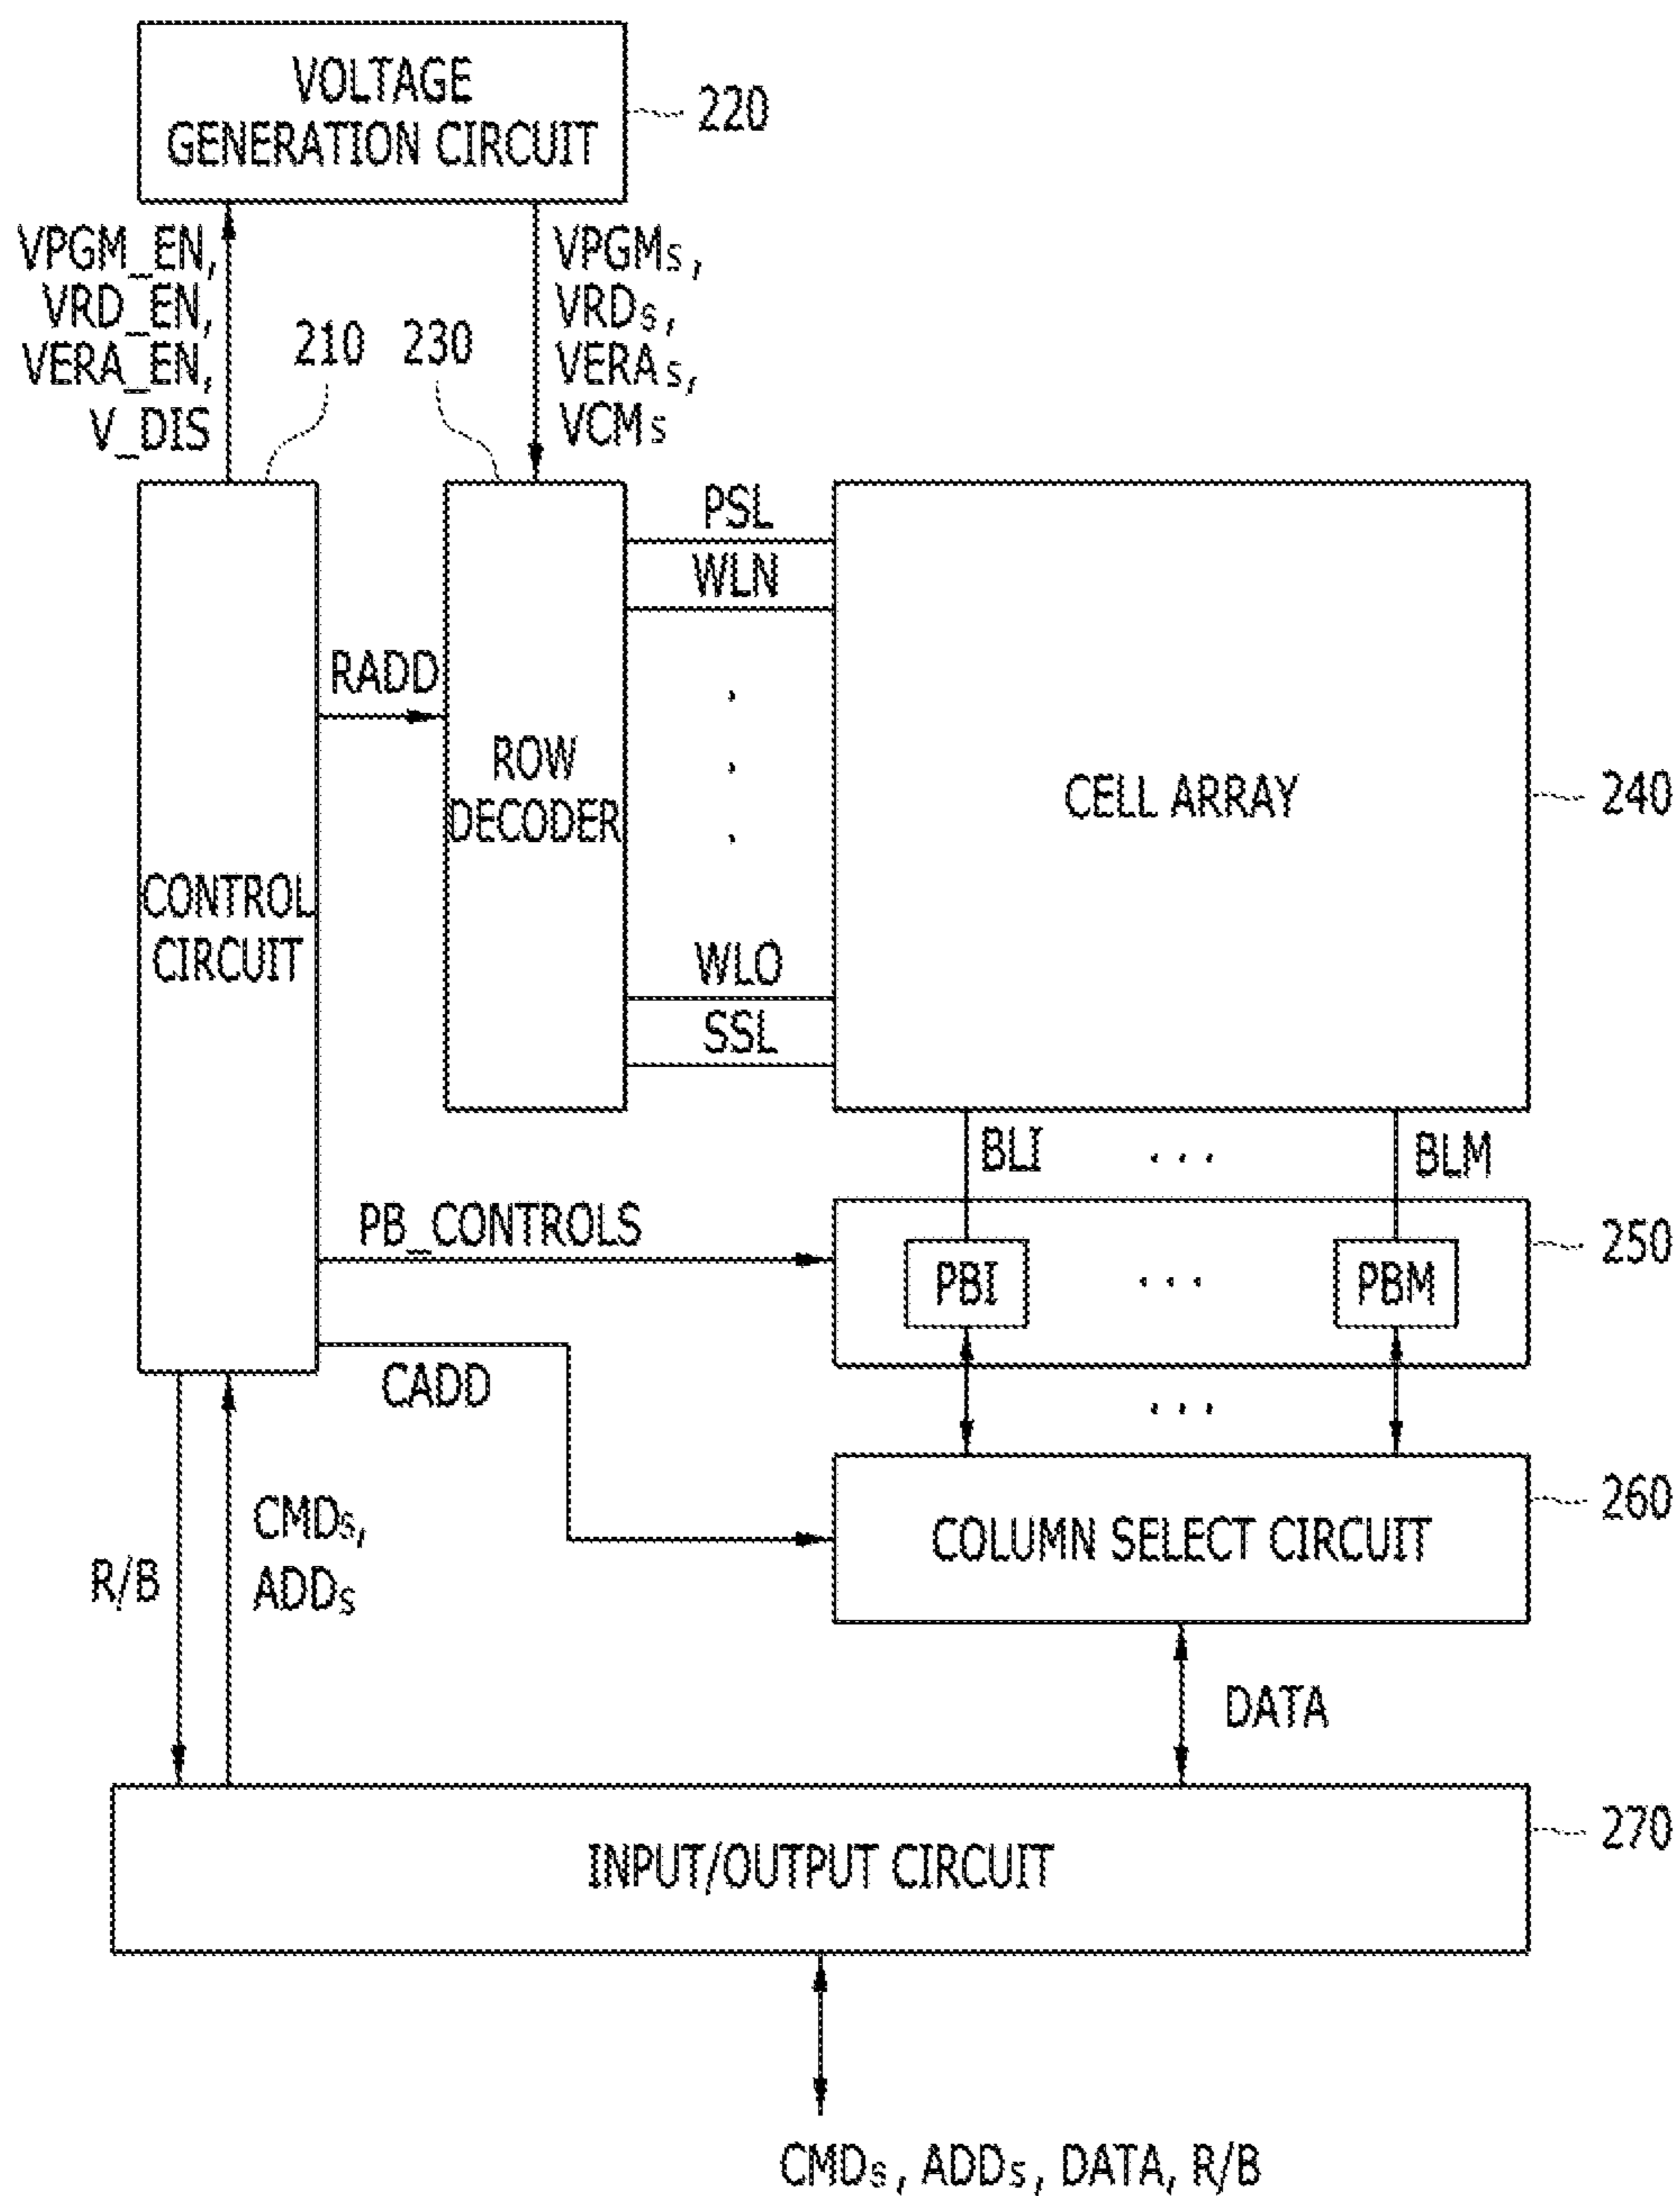 VOLTAGE
GENERATION CIRCUIT
220
VPGM_EN,
VRD_EN,
VERA_EN,
V_DIS
210
230
VPGMs,
VRDs,
VERAs,
VCMs
PSL
WLN
RADD
ROW
DECODER
CELL ARRAY
240
CONTROL
CIRCUIT
WLO
SSL
BLI
. . .
BLM
PB_CONTROLS
250
PBI
. . .
PBM
CADD
. . .
260
COLUMN SELECT CIRCUIT
R/B
CMDs,
ADDs
DATA
270
INPUT/OUTPUT CIRCUIT
CMDs, ADDs, DATA, R/B